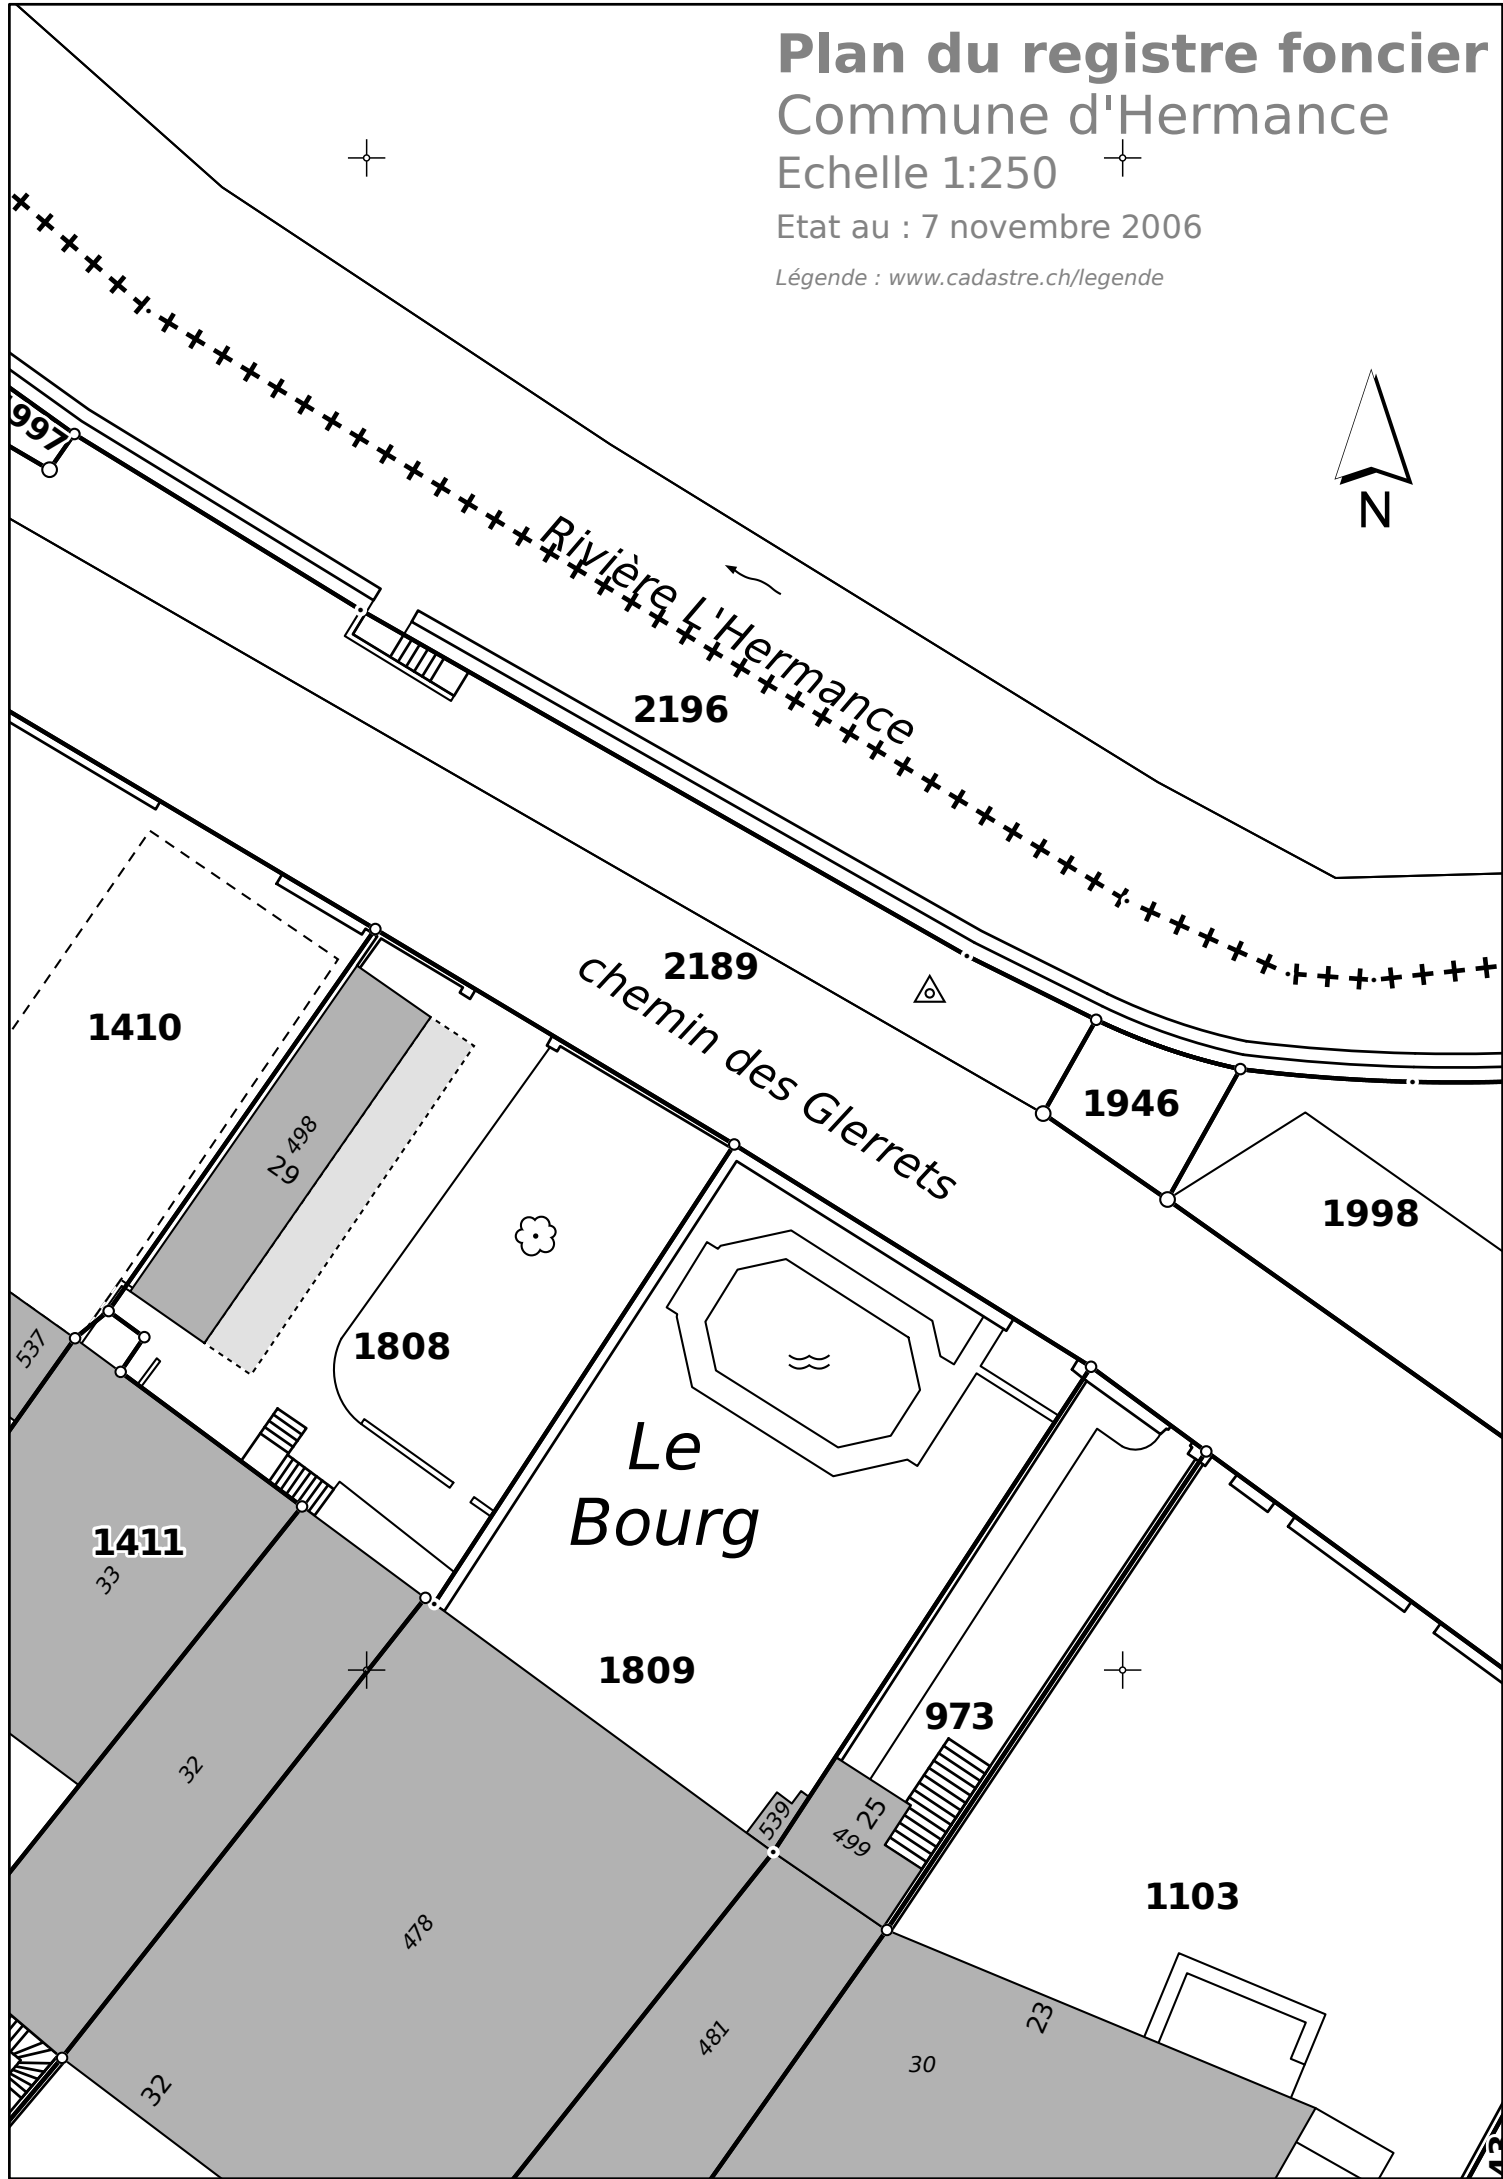 Plan du registre foncier
Commune d'Hermance
Echelle 1:250
Etat au : 7 novembre 2006
Légende : www.cadastre.ch/legende
N
997
Rivière L'Hermance
2196
2189
chemin des Glerrets
1410
498
29
1946
1998
537
1808
Le
Bourg
1411
33
1809
973
32
539
25
499
1103
478
481
23
30
32